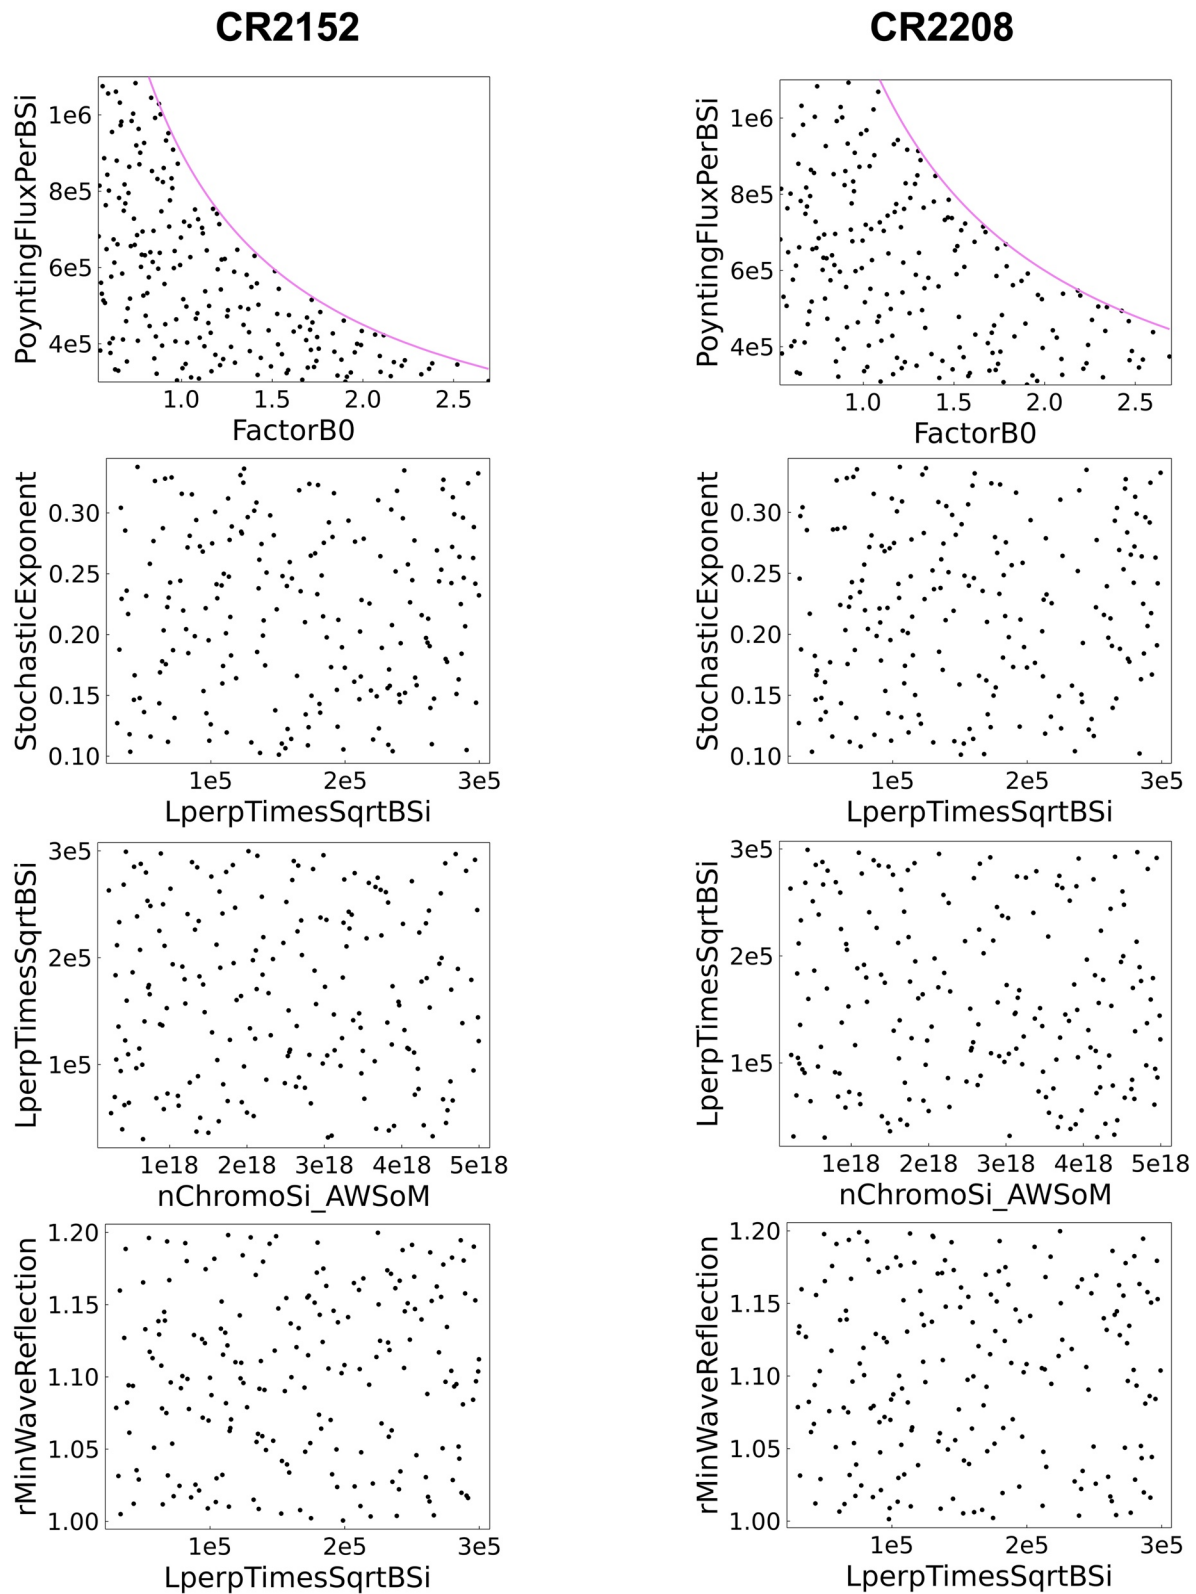 CR2152
CR2208
PoyntingFluxPerBSi
1e6
8e5
6e5
4e5
1.0 1.5 2.0 2.5
FactorB0
PoyntingFluxPerBSi
1e6
8e5
6e5
4e5
1.0 1.5 2.0 2.5
FactorB0
StochasticExponent
0.30
0.25
0.20
0.15
0.10
1e5 2e5 3e5
LperpTimesSqrtBSi
StochasticExponent
0.30
0.25
0.20
0.15
0.10
1e5 2e5 3e5
LperpTimesSqrtBSi
LperpTimesSqrtBSi
3e5
2e5
1e5
1e18 2e18 3e18 4e18 5e18
nChromoSi_AWSoM
LperpTimesSqrtBSi
3e5
2e5
1e5
1e18 2e18 3e18 4e18 5e18
nChromoSi_AWSoM
rMinWaveReflection
1.20
1.15
1.10
1.05
1.00
1e5 2e5 3e5
LperpTimesSqrtBSi
rMinWaveReflection
1.20
1.15
1.10
1.05
1.00
1e5 2e5 3e5
LperpTimesSqrtBSi